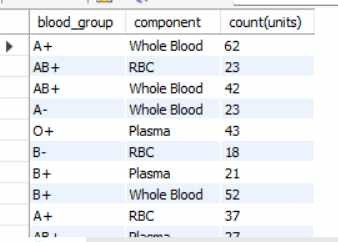 blood_group component count(units)
A+ Whole Blood 62
AB+ RBC 23
AB+ Whole Blood 42
A- Whole Blood 23
O+ Plasma 43
B- RBC 18
B+ Plasma 21
B+ Whole Blood 52
A+ RBC 37
AB+ Plasma 27